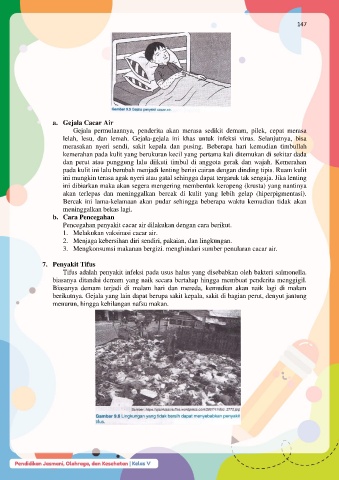 147
Gambar 9.8 Gejala penyakit cacar air.
a. Gejala Cacar Air
Gejala permulaannya, penderita akan merasa sedikit demam, pilek, cepat merasa
lelah, lesu, dan lemah. Gejala-gejala ini khas untuk infeksi virus. Selanjutnya, bisa
merasakan nyeri sendi, sakit kepala dan pusing. Beberapa hari kemudian timbullah
kemerahan pada kulit yang berukuran kecil yang pertama kali ditemukan di sekitar dada
dan perut atau punggung lalu diikuti timbul di anggota gerak dan wajah. Kemerahan
pada kulit ini lalu berubah menjadi lenting berisi cairan dengan dinding tipis. Ruam kulit
ini mungkin terasa agak nyeri atau gatal sehingga dapat tergaruk tak sengaja. Jika lenting
ini dibiarkan maka akan segera mengering membentuk keropeng (krusta) yang nantinya
akan terlepas dan meninggalkan bercak di kulit yang lebih gelap (hiperpigmentasi).
Bercak ini lama-kelamaan akan pudar sehingga beberapa waktu kemudian tidak akan
meninggalkan bekas lagi.
b. Cara Pencegahan
Pencegahan penyakit cacar air dilakukan dengan cara berikut.
1. Melakukan vaksinasi cacar air.
2. Menjaga kebersihan diri sendiri, pakaian, dan lingkungan.
3. Mengkonsumsi makanan bergizi. menghindari sumber penularan cacar air.
7. Penyakit Tifus
Tifus adalah penyakit infeksi pada usus halus yang disebabkan oleh bakteri salmonella.
biasanya ditandai demam yang naik secara bertahap hingga membuat penderita menggigil.
Biasanya demam terjadi di malam hari dan mereda, kemudian akan naik lagi di malam
berikutnya. Gejala yang lain dapat berupa sakit kepala, sakit di bagian perut, denyut jantung
menurun, hingga kehilangan nafsu makan.
Gambar 9.9 Lingkungan yang tidak bersih dapat menyebabkan penyakit
tifus.
Pendidikan Jasmani, Olahraga, dan Kesehatan | Kelas V